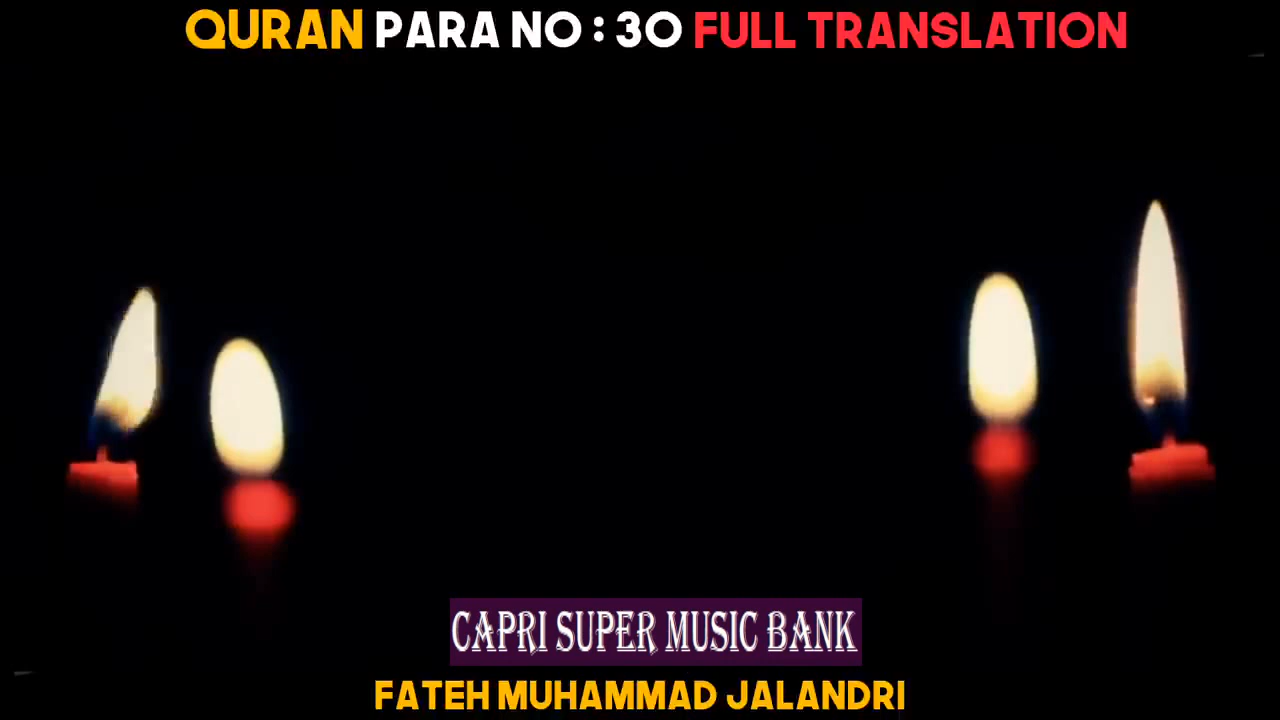 QURAN PARA NO : 30 FULL TRANSLATION
CAPRI SUPER MUSIC BANK
FATEH MUHAMMAD JALANDRI